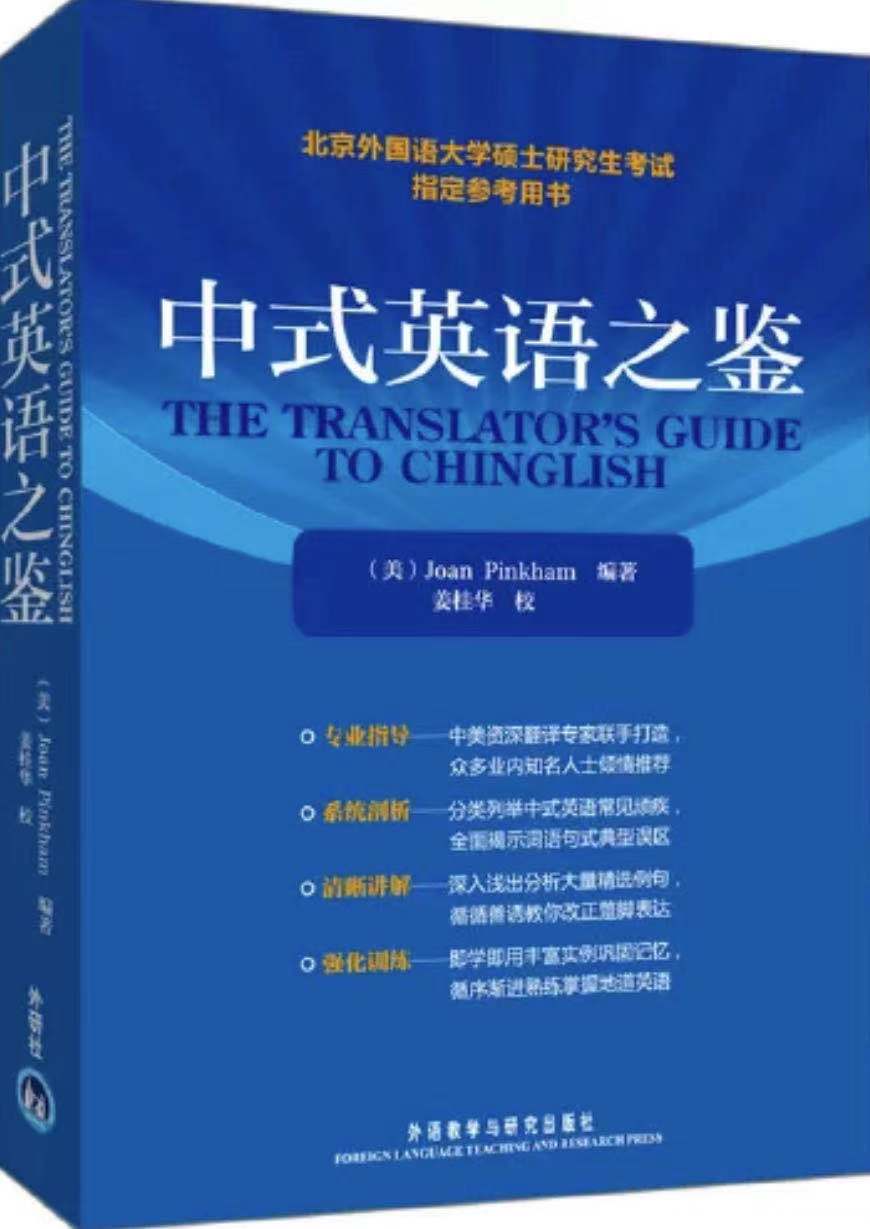 北京外国语大学硕士研究生考试
指定参考用书
中式英语之鉴
THE TRANSLATOR'S GUIDE
TO CHINGLISH
(美) Joan Pinkham 编著
姜桂华 校
专业指导——中美资深翻译专家联手打造，
众多业内知名人士倾情推荐
系统剖析——分类列举中式英语常见顽疾，
全面揭示词语句式典型误区
清晰讲解——深入浅出分析大量精选例句，
循循善诱教你改正蹩脚表达
强化训练——即学即用丰富实例巩固记忆，
循序渐进熟练掌握地道英语
外语教学与研究出版社
FOREIGN LANGUAGE TEACHING AND RESEARCH PRESS
中式英语之鉴
THE TRANSLATOR'S GUIDE TO CHINGLISH
(美) Joan Pinkham 编著
姜桂华 校
外研社